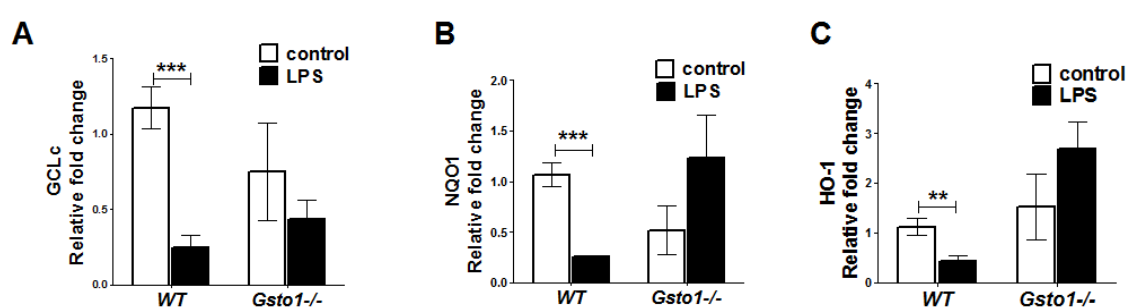 A
control
LPS
GCLc
Relative fold change
1.5
1.0
0.5
0.0
***
WT
Gsto1-/-
B
control
LPS
NQO1
Relative fold change
2.0
1.5
1.0
0.5
0.0
***
WT
Gsto1-/-
C
control
LPS
HO-1
Relative fold change
4
3
2
1
0
**
WT
Gsto1-/-